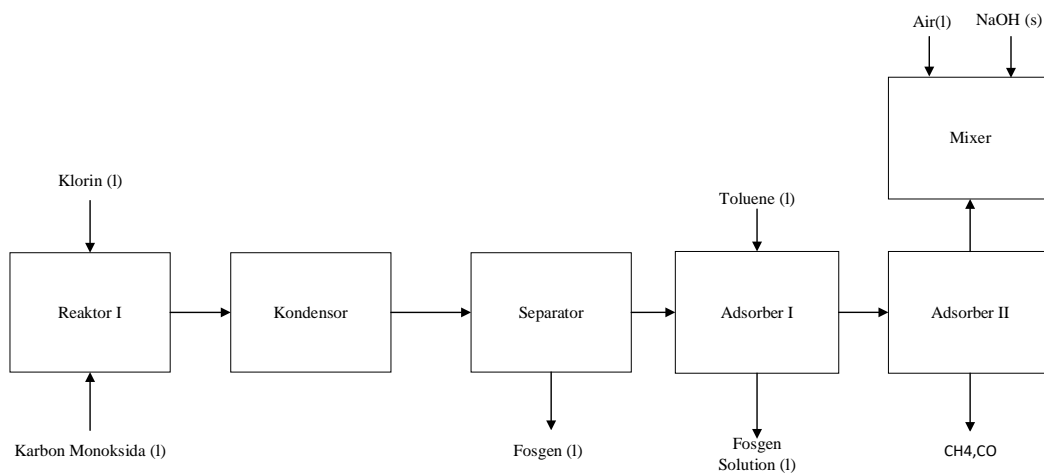 Air(l)
NaOH (s)
Mixer
Klorin (l)
Toluene (l)
Reaktor I
Kondensor
Separator
Adsorber I
Adsorber II
Karbon Monoksida (l)
Fosgen (l)
Fosgen
Solution (l)
CH4,CO